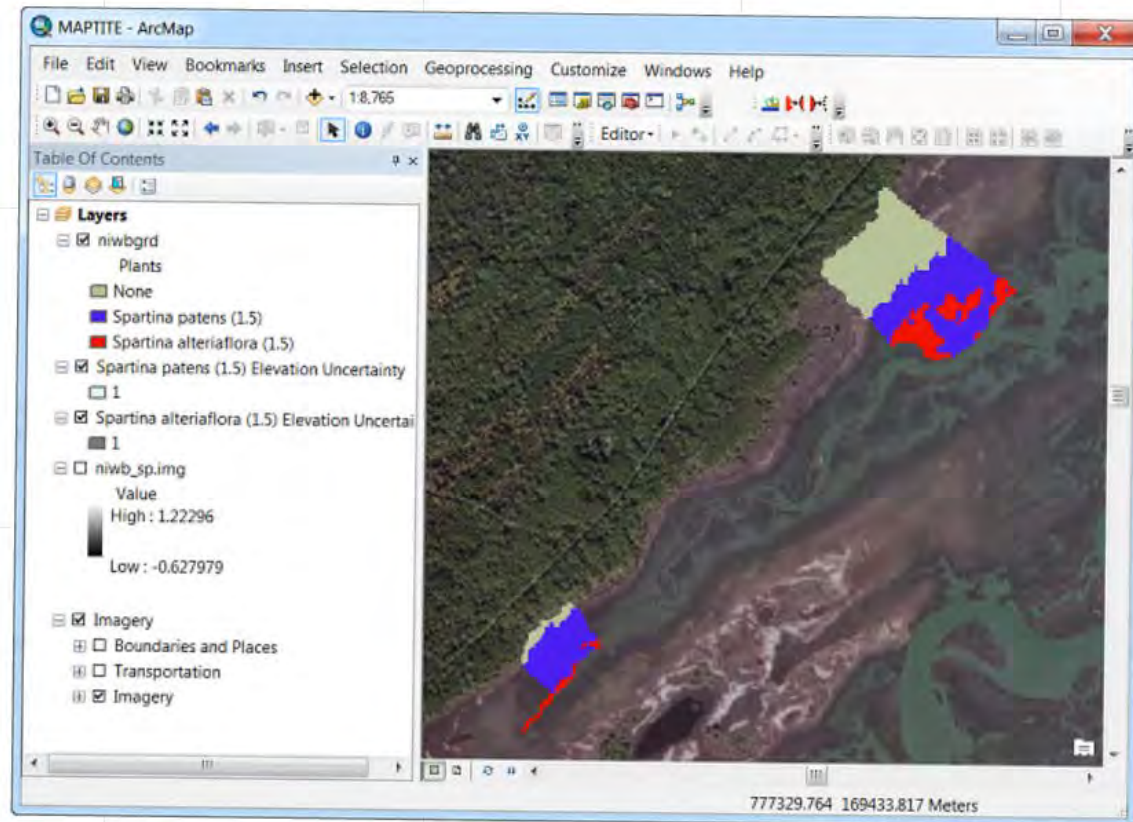 MAPTITE - ArcMap
File Edit View Bookmarks Insert Selection Geoprocessing Customize Windows Help
1:8,765
Editor
Table Of Contents
Layers
niwbgrd
Plants
None
Spartina patens (1.5)
Spartina alteriaflora (1.5)
Spartina patens (1.5) Elevation Uncertainty
1
Spartina alteriaflora (1.5) Elevation Uncertai
1
niwb_sp.img
Value
High : 1.22296
Low : -0.627979
Imagery
Boundaries and Places
Transportation
Imagery
777329.764 169433.817 Meters